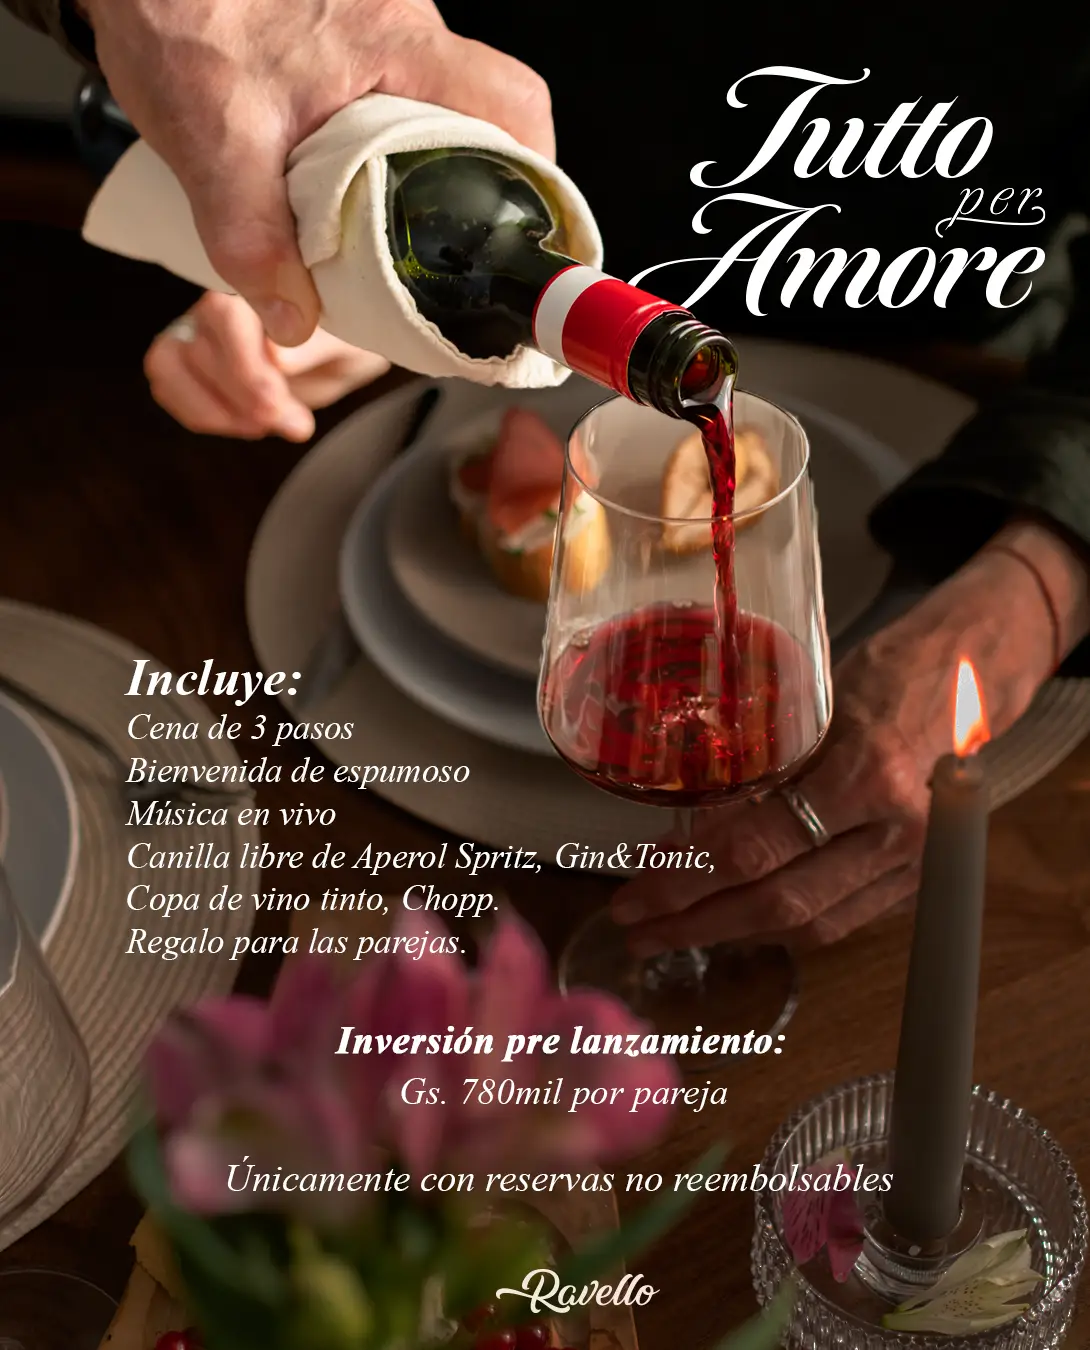 Tutto
per
Amore
Incluye:
Cena de 3 pasos
Bienvenida de espumoso
Música en vivo
Canilla libre de Aperol Spritz, Gin&Tonic,
Copa de vino tinto, Chopp.
Regalo para las parejas.
Inversión pre lanzamiento:
Gs. 780mil por pareja
Únicamente con reservas no reembolsables
Ravello